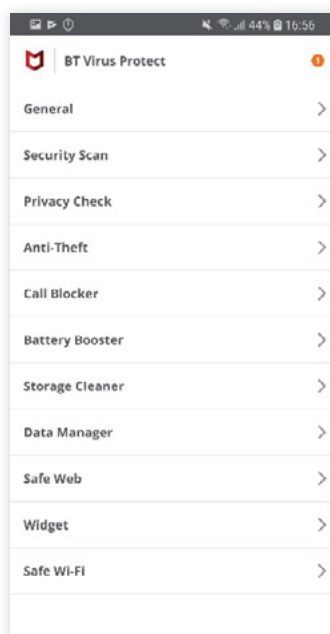 44% 16:56
BT Virus Protect
General
Security Scan
Privacy Check
Anti-Theft
Call Blocker
Battery Booster
Storage Cleaner
Data Manager
Safe Web
Widget
Safe Wi-Fi